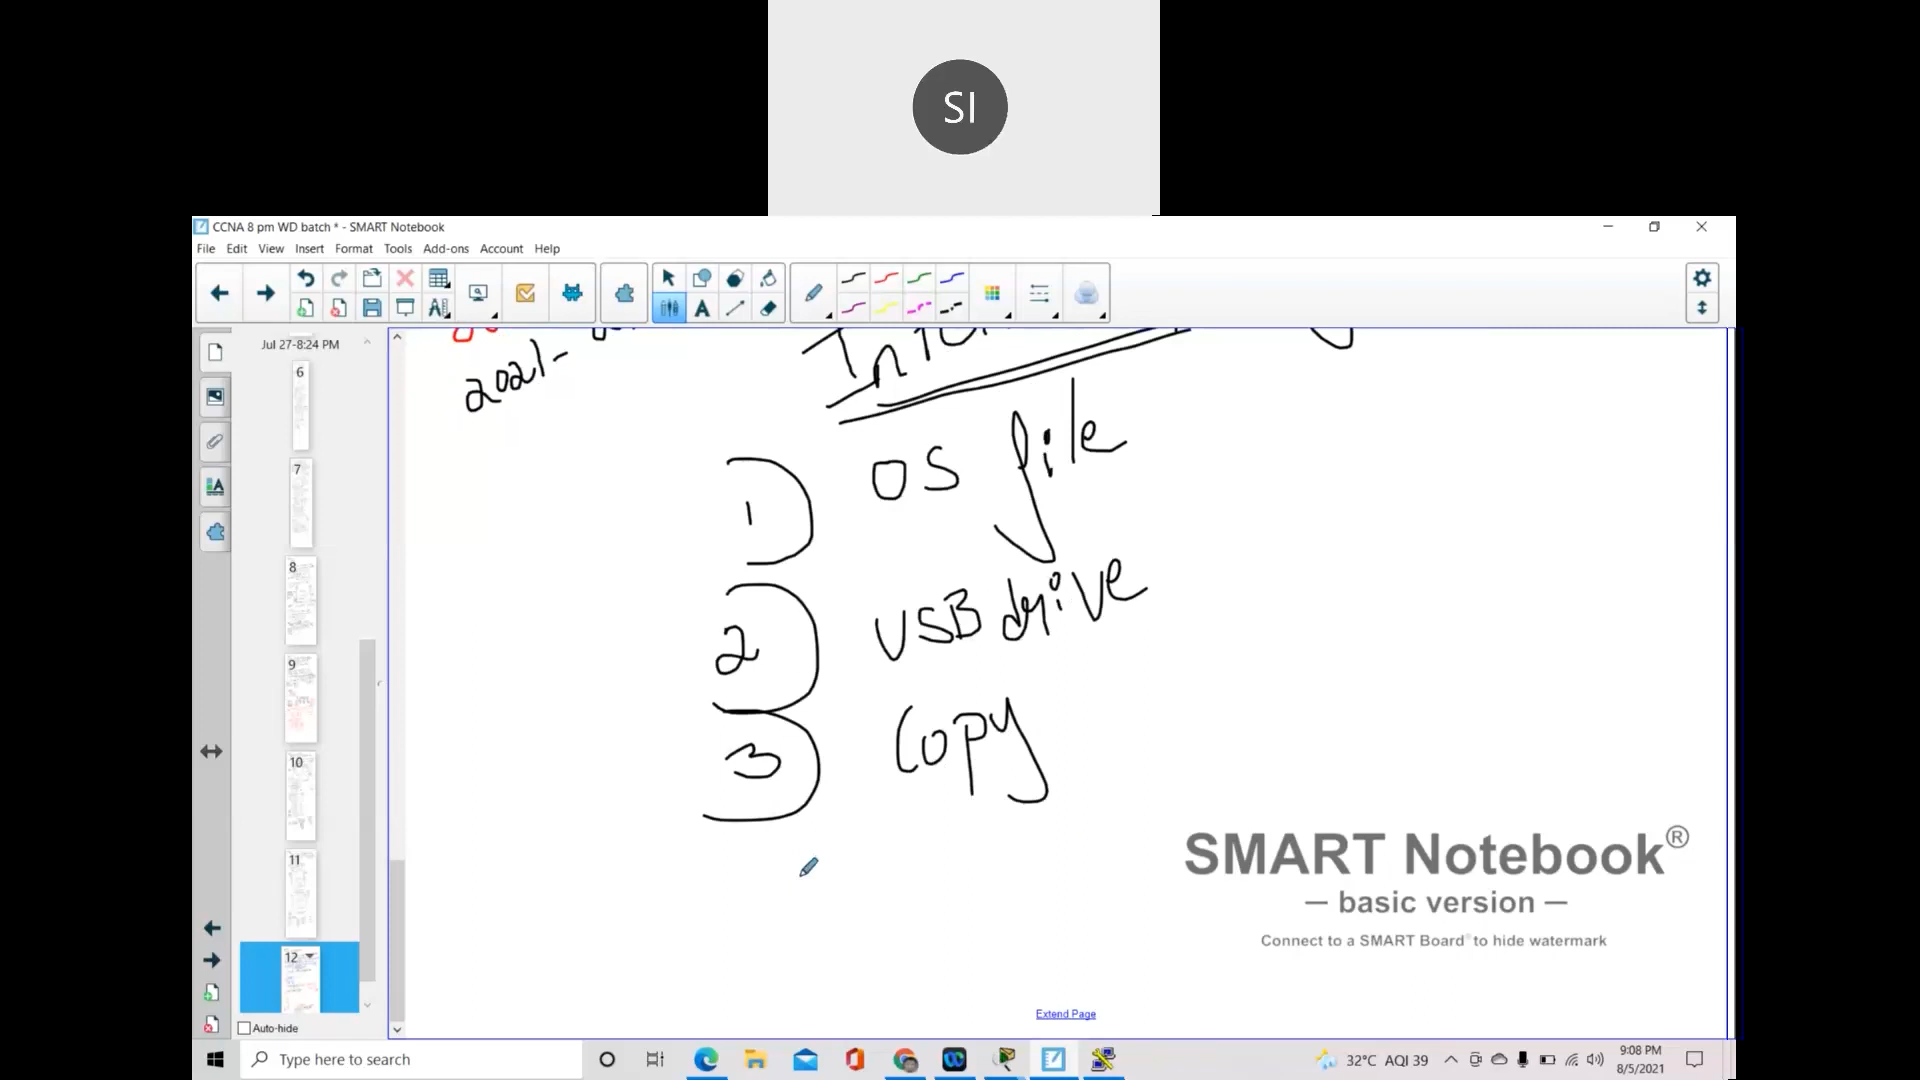 SI
CCNA 8 pm WD batch * - SMART Notebook
File Edit View Insert Format Tools Add-ons Account Help
Jul 27-8:24 PM
6
7
8
9
10
11
12
Auto-hide
2021-
1) OS file
2) USB drive
3) Copy
SMART Notebook®
— basic version —
Connect to a SMART Board® to hide watermark
Extend Page
Type here to search
32°C AQI 39
9:08 PM
8/5/2021